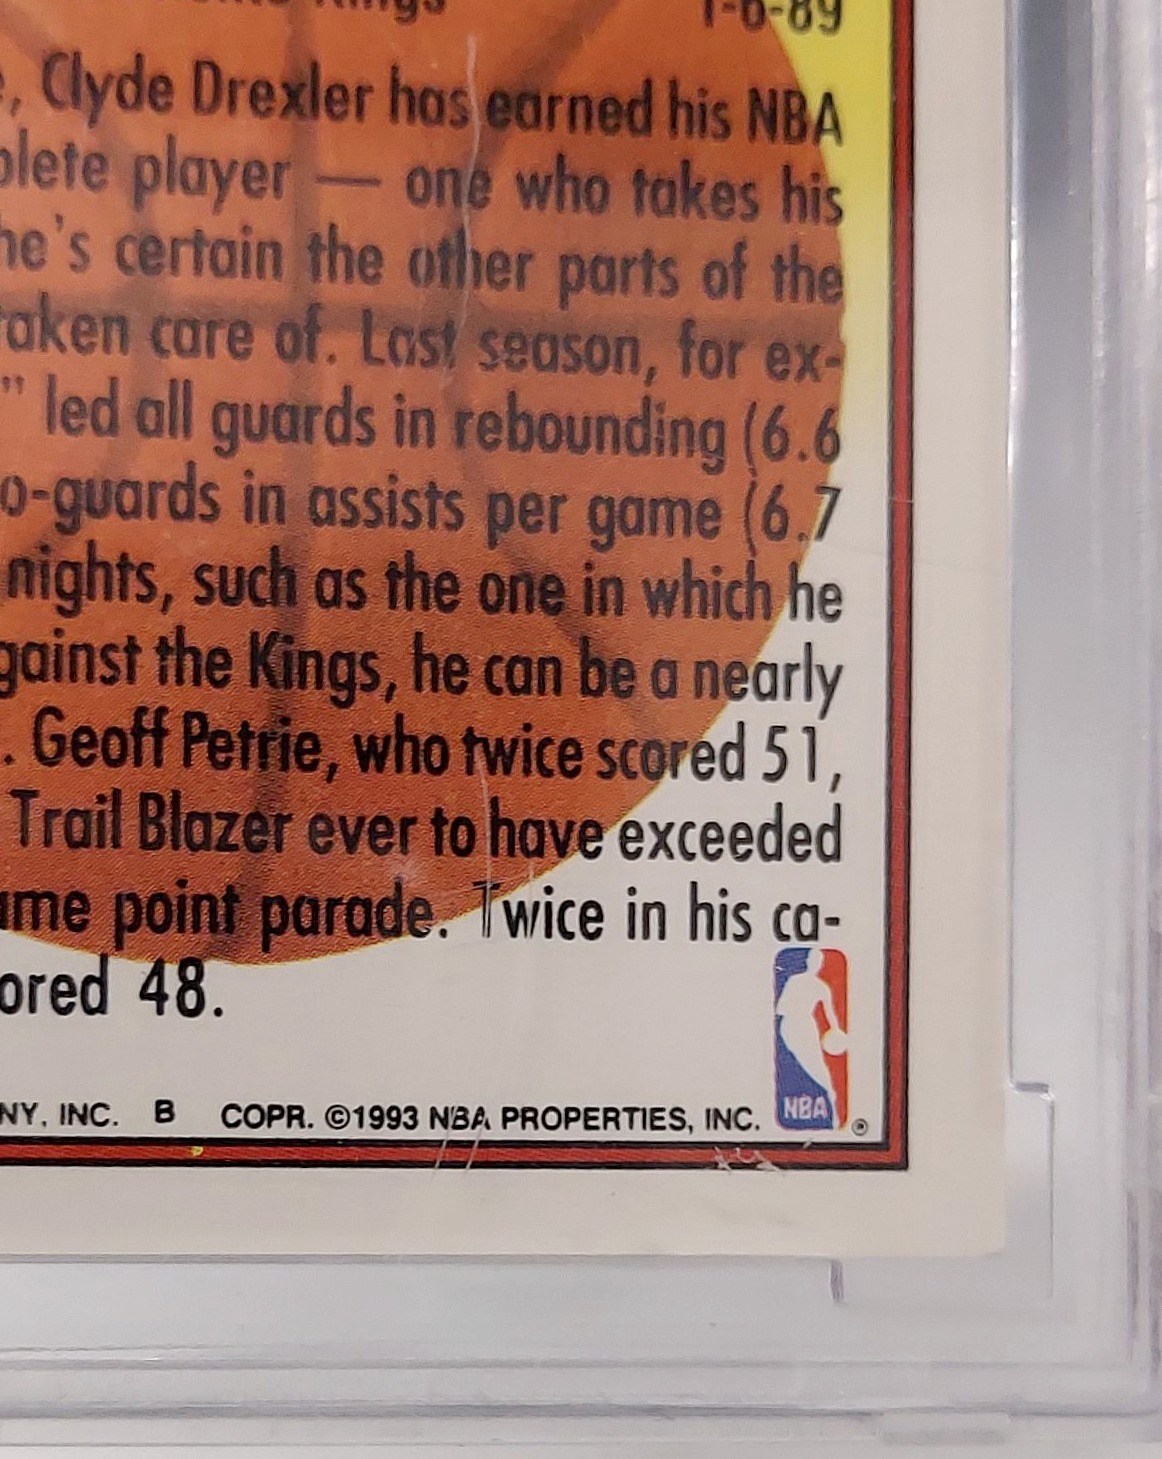 Kings 1-6-89
, Clyde Drexler has earned his NBA
plete player — one who takes his
he's certain the other parts of the
taken care of. Last season, for ex-
" led all guards in rebounding (6.6
o-guards in assists per game (6.7
nights, such as the one in which he
gainst the Kings, he can be a nearly
. Geoff Petrie, who twice scored 51,
Trail Blazer ever to have exceeded
ame point parade. Twice in his ca-
ored 48.
NY, INC. B COPR. ©1993 NBA PROPERTIES, INC.
NBA ®